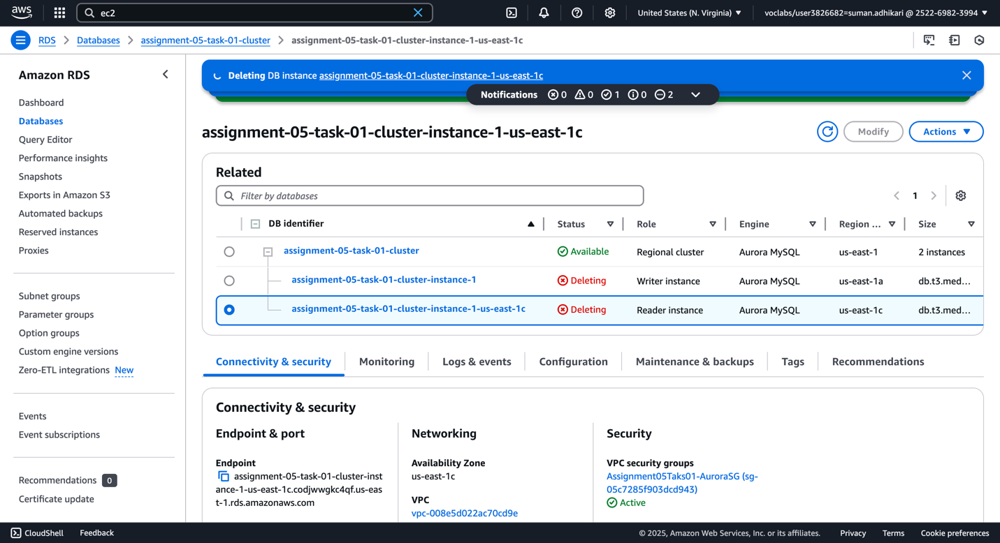 aws
ec2
United States (N. Virginia)
voclabs/user3826682=suman.adhikari @ 2522-6982-3994
RDS
Databases
assignment-05-task-01-cluster
assignment-05-task-01-cluster-instance-1-us-east-1c
Amazon RDS
Dashboard
Databases
Query Editor
Performance insights
Snapshots
Exports in Amazon S3
Automated backups
Reserved instances
Proxies
Subnet groups
Parameter groups
Option groups
Custom engine versions
Zero-ETL integrations New
Events
Event subscriptions
Recommendations 0
Certificate update
Deleting DB instance assignment-05-task-01-cluster-instance-1-us-east-1c
Notifications 0 0 1 0 2
assignment-05-task-01-cluster-instance-1-us-east-1c
Modify
Actions
Related
Filter by databases
1
DB identifier Status Role Engine Region ... Size
assignment-05-task-01-cluster Available Regional cluster Aurora MySQL us-east-1 2 instances
assignment-05-task-01-cluster-instance-1 Deleting Writer instance Aurora MySQL us-east-1a db.t3.med...
assignment-05-task-01-cluster-instance-1-us-east-1c Deleting Reader instance Aurora MySQL us-east-1c db.t3.med...
Connectivity & security
Monitoring
Logs & events
Configuration
Maintenance & backups
Tags
Recommendations
Connectivity & security
Endpoint & port
Endpoint
assignment-05-task-01-cluster-inst
ance-1-us-east-1c.codjwwgkc4qf.us-eas
t-1.rds.amazonaws.com
Networking
Availability Zone
us-east-1c
VPC
vpc-008e5d022ac70cd9e
Security
VPC security groups
Assignment05Taks01-AuroraSG (sg-
05c7285f903dcd943)
Active
CloudShell
Feedback
© 2025, Amazon Web Services, Inc. or its affiliates.
Privacy
Terms
Cookie preferences